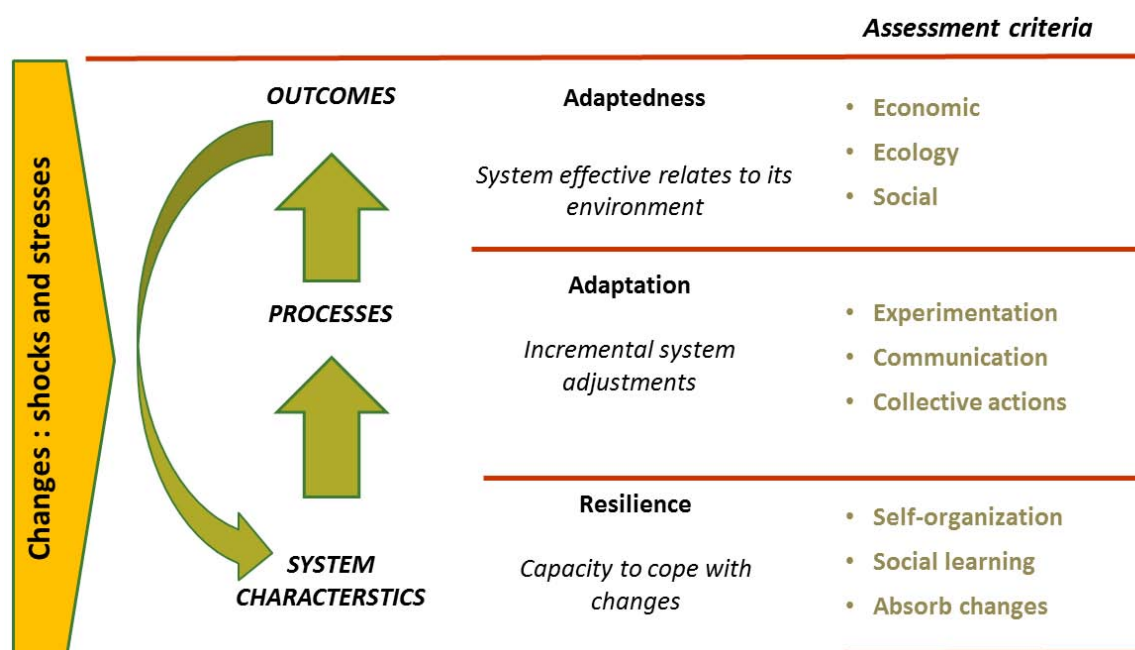 Assessment criteria
Changes : shocks and stresses
OUTCOMES
Adaptedness
System effective relates to its
environment
• Economic
• Ecology
• Social
PROCESSES
Adaptation
Incremental system
adjustments
• Experimentation
• Communication
• Collective actions
SYSTEM
CHARACTERSTICS
Resilience
Capacity to cope with
changes
• Self-organization
• Social learning
• Absorb changes